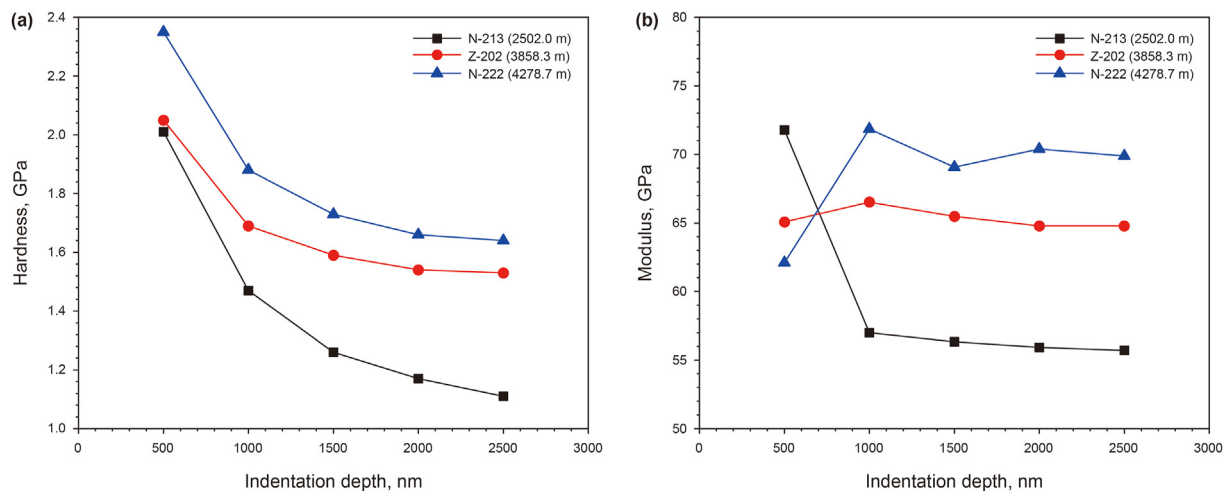 (a)
2.4
2.2
2.0
1.8
1.6
1.4
1.2
1.0
Hardness, GPa
N-213 (2502.0 m)
Z-202 (3858.3 m)
N-222 (4278.7 m)
0 500 1000 1500 2000 2500 3000
Indentation depth, nm
(b)
80
75
70
65
60
55
50
Modulus, GPa
N-213 (2502.0 m)
Z-202 (3858.3 m)
N-222 (4278.7 m)
0 500 1000 1500 2000 2500 3000
Indentation depth, nm